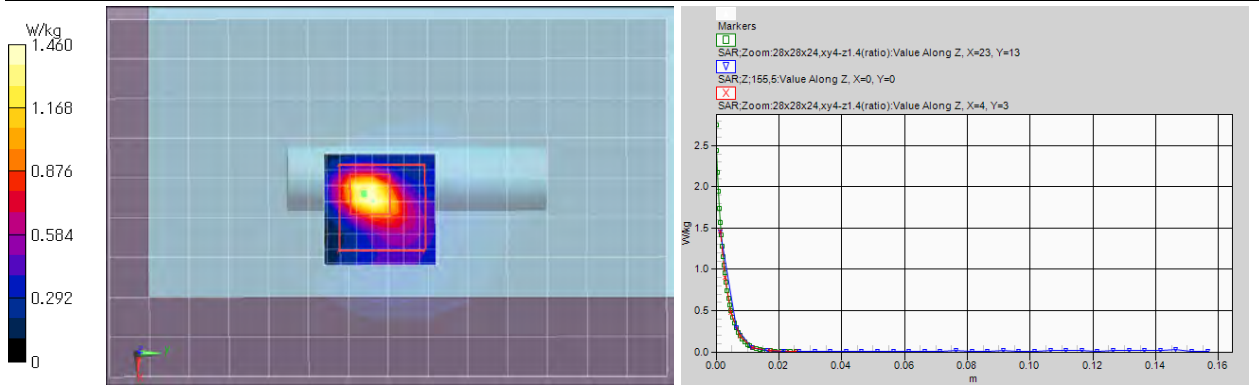 W/kg
1.460
1.168
0.876
0.584
0.292
0
Markers
SAR;Zoom:28x28x24,xy4-z1.4(ratio):Value Along Z, X=23, Y=13
SAR;Z;155,5:Value Along Z, X=0, Y=0
SAR;Zoom:28x28x24,xy4-z1.4(ratio):Value Along Z, X=4, Y=3
W/kg
2.5
2.0
1.5
1.0
0.5
0.0
0.00 0.02 0.04 0.06 0.08 0.10 0.12 0.14 0.16
m